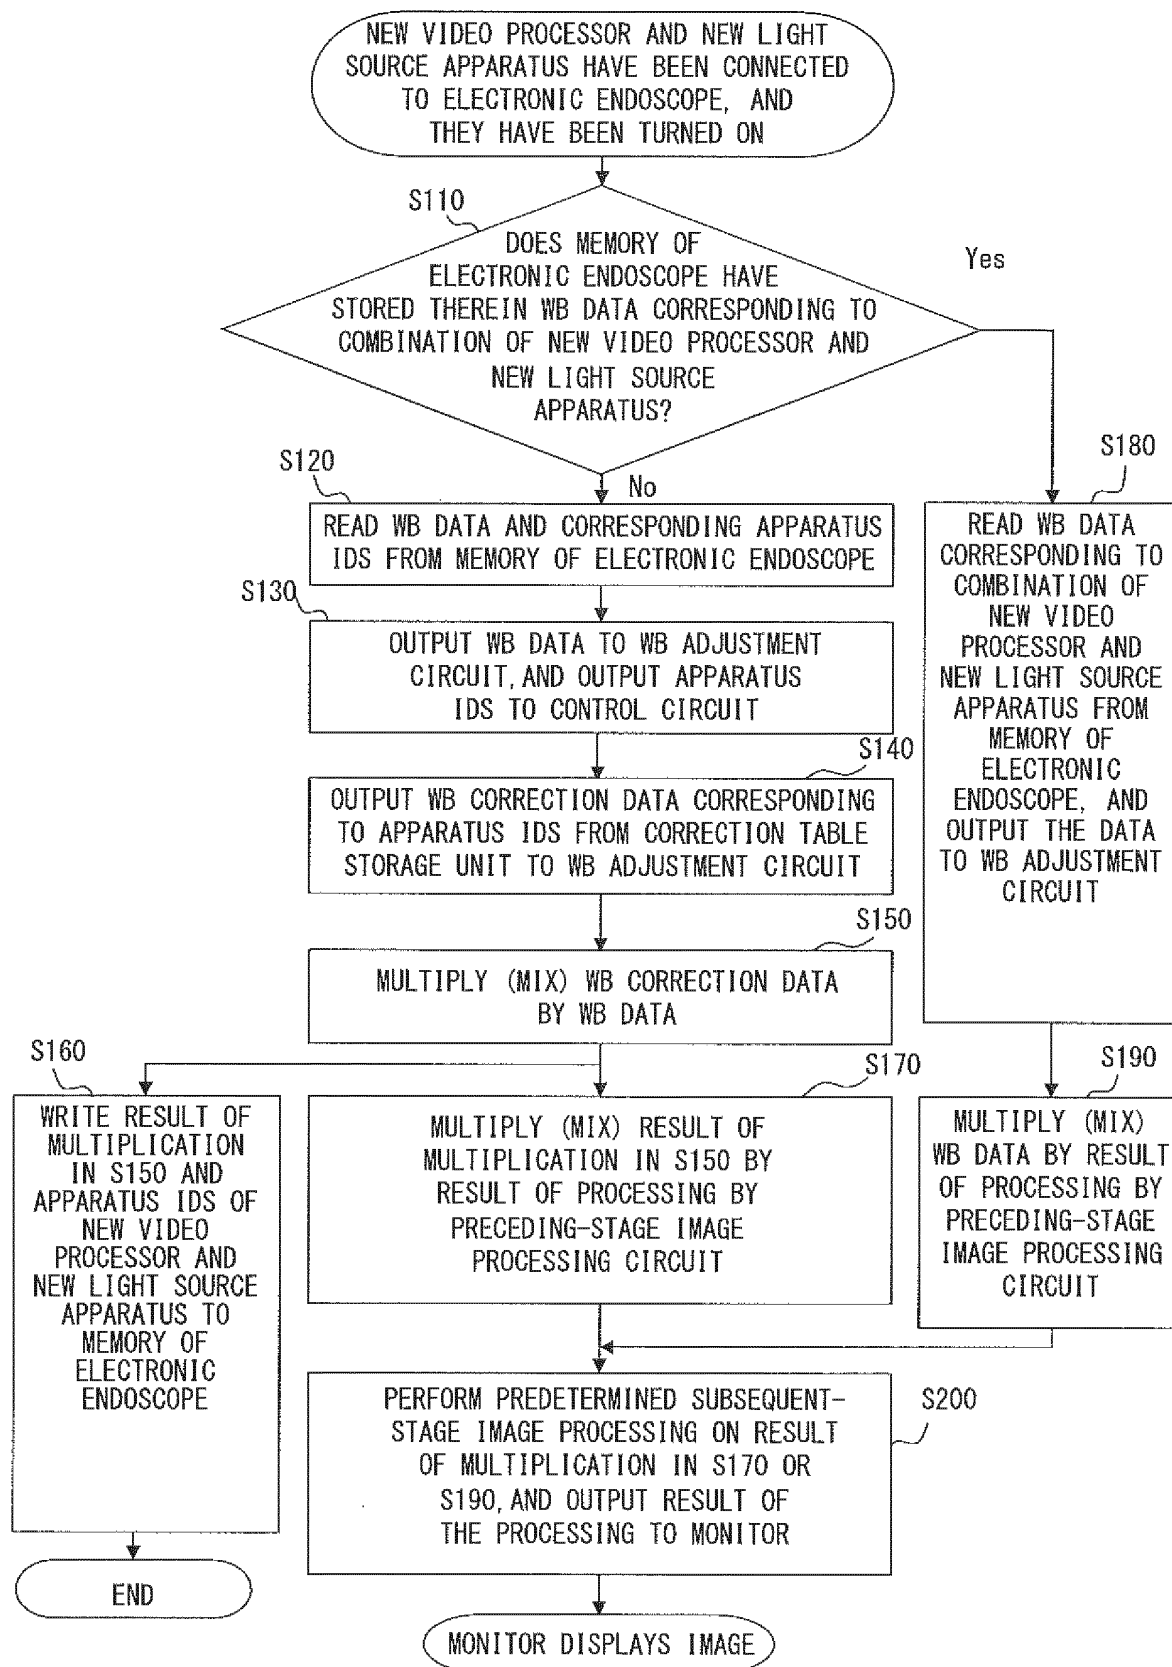 NEW VIDEO PROCESSOR AND NEW LIGHT
SOURCE APPARATUS HAVE BEEN CONNECTED
TO ELECTRONIC ENDOSCOPE, AND
THEY HAVE BEEN TURNED ON
S110
DOES MEMORY OF
ELECTRONIC ENDOSCOPE HAVE
STORED THEREIN WB DATA CORRESPONDING TO
COMBINATION OF NEW VIDEO PROCESSOR AND
NEW LIGHT SOURCE
APPARATUS?
Yes
No
S120
READ WB DATA AND CORRESPONDING APPARATUS
IDS FROM MEMORY OF ELECTRONIC ENDOSCOPE
S130
OUTPUT WB DATA TO WB ADJUSTMENT
CIRCUIT, AND OUTPUT APPARATUS
IDS TO CONTROL CIRCUIT
S140
OUTPUT WB CORRECTION DATA CORRESPONDING
TO APPARATUS IDS FROM CORRECTION TABLE
STORAGE UNIT TO WB ADJUSTMENT CIRCUIT
S150
MULTIPLY (MIX) WB CORRECTION DATA
BY WB DATA
S160
WRITE RESULT OF
MULTIPLICATION
IN S150 AND
APPARATUS IDS OF
NEW VIDEO
PROCESSOR AND
NEW LIGHT SOURCE
APPARATUS TO
MEMORY OF
ELECTRONIC
ENDOSCOPE
END
S170
MULTIPLY (MIX) RESULT OF
MULTIPLICATION IN S150 BY
RESULT OF PROCESSING BY
PRECEDING-STAGE IMAGE
PROCESSING CIRCUIT
S180
READ WB DATA
CORRESPONDING TO
COMBINATION OF
NEW VIDEO
PROCESSOR AND
NEW LIGHT SOURCE
APPARATUS FROM
MEMORY OF
ELECTRONIC
ENDOSCOPE, AND
OUTPUT THE DATA
TO WB ADJUSTMENT
CIRCUIT
S190
MULTIPLY (MIX)
WB DATA BY RESULT
OF PROCESSING BY
PRECEDING-STAGE
IMAGE PROCESSING
CIRCUIT
S200
PERFORM PREDETERMINED SUBSEQUENT-
STAGE IMAGE PROCESSING ON RESULT
OF MULTIPLICATION IN S170 OR
S190, AND OUTPUT RESULT OF
THE PROCESSING TO MONITOR
MONITOR DISPLAYS IMAGE